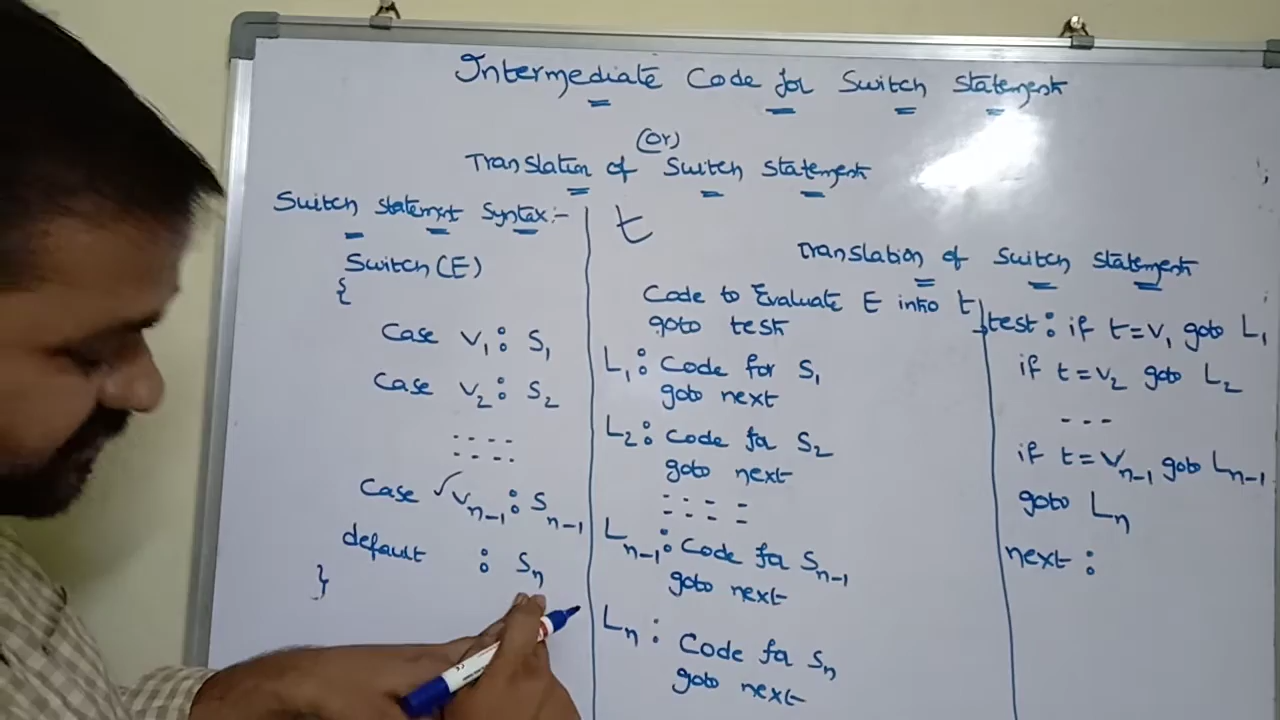 Intermediate Code for Switch Statement
(or)
Translation of Switch Statement
Switch Statement Syntax:-
Switch(E)
{
Case V1 : S1
Case V2 : S2
....
....
Case Vn-1 : Sn-1
default : Sn
}
t
Translation of Switch Statement
Code to Evaluate E into t
goto test
L1: Code for S1
goto next
L2: Code for S2
goto next
....
....
Ln-1: Code for Sn-1
goto next
Ln: Code for Sn
goto next
test: if t=V1 goto L1
if t=V2 goto L2
...
if t=Vn-1 goto Ln-1
goto Ln
next :